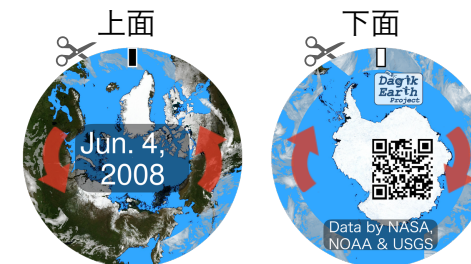 上面
下面
Jun. 4,
2008
Dagik
Earth
Project
Data by NASA,
NOAA & USGS